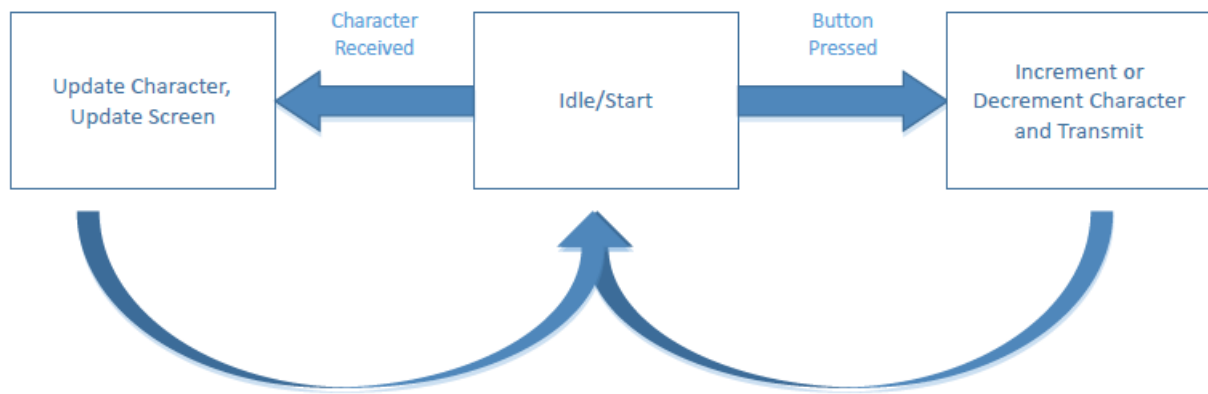 Character
Received
Button
Pressed
Update Character,
Update Screen
Idle/Start
Increment or
Decrement Character
and Transmit